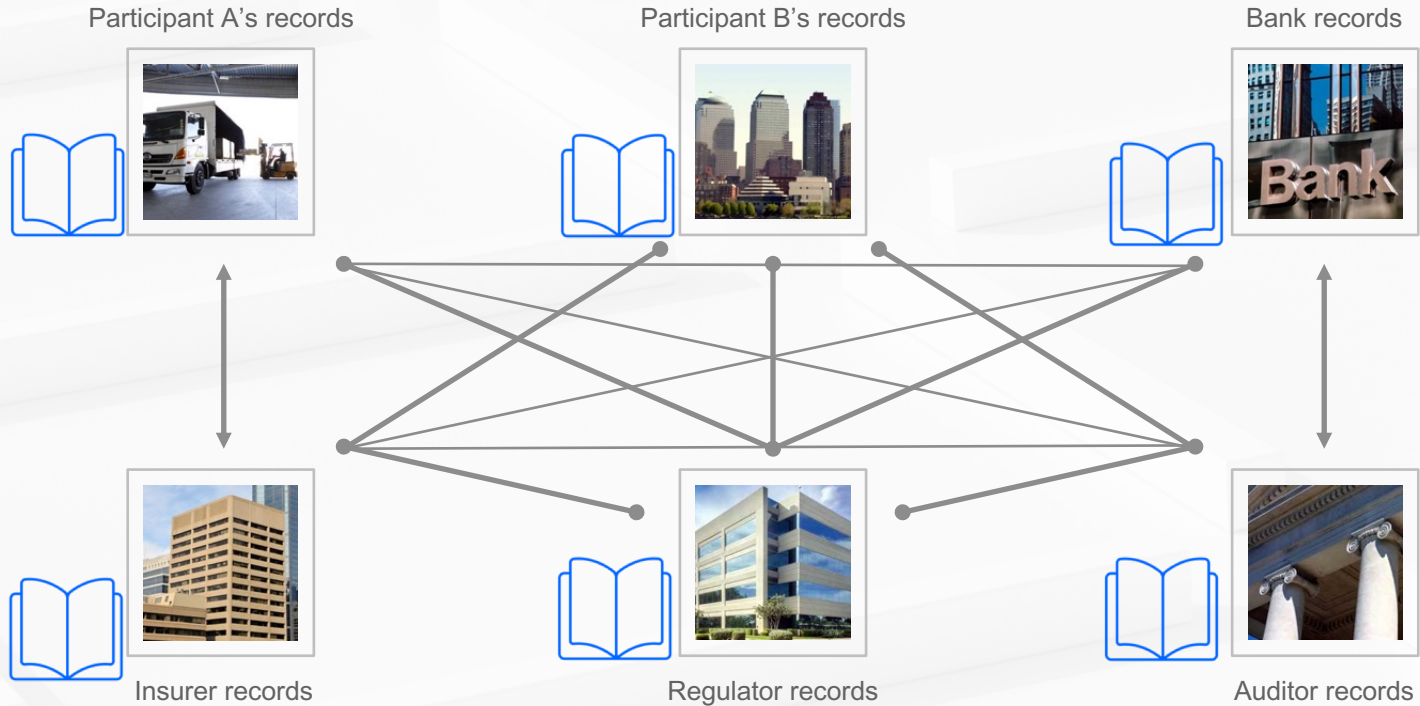 Participant A’s records
Participant B’s records
Bank records
Bank
Insurer records
Regulator records
Auditor records